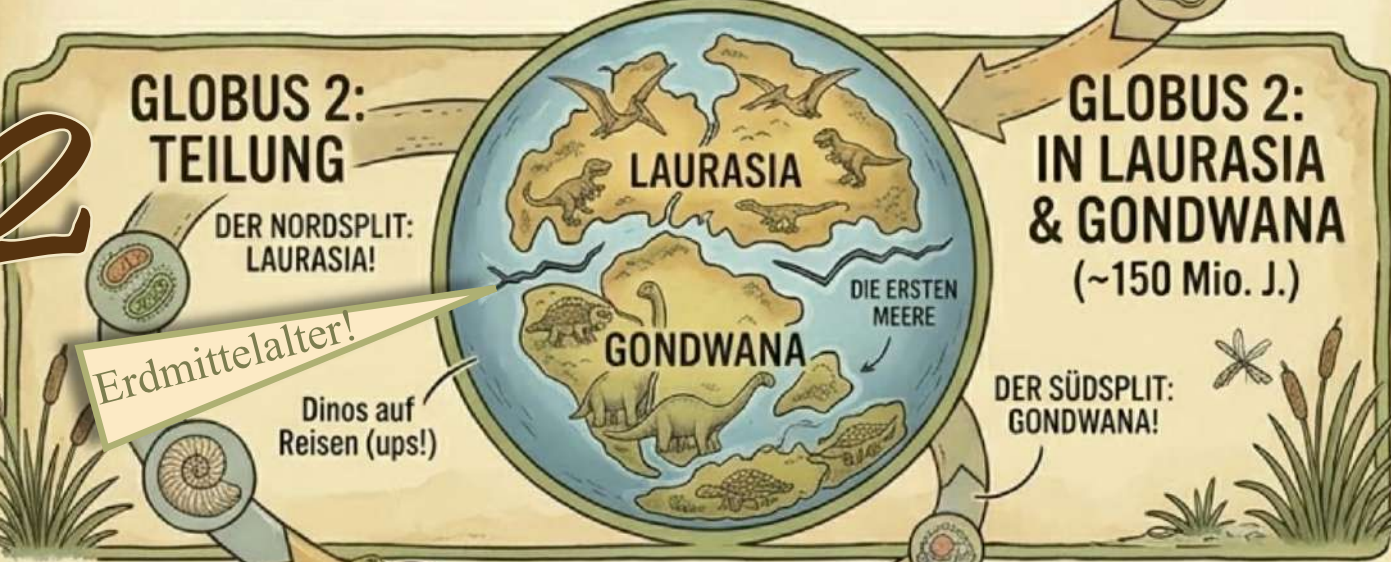 2
GLOBUS 2:
TEILUNG
DER NORDSPLIT:
LAURASIA!
Erdmittelalter!
Dinos auf
Reisen (ups!)
LAURASIA
GONDWANA
DIE ERSTEN
MEERE
GLOBUS 2:
IN LAURASIA
& GONDWANA
(~150 Mio. J.)
DER SÜDSPLIT:
GONDWANA!